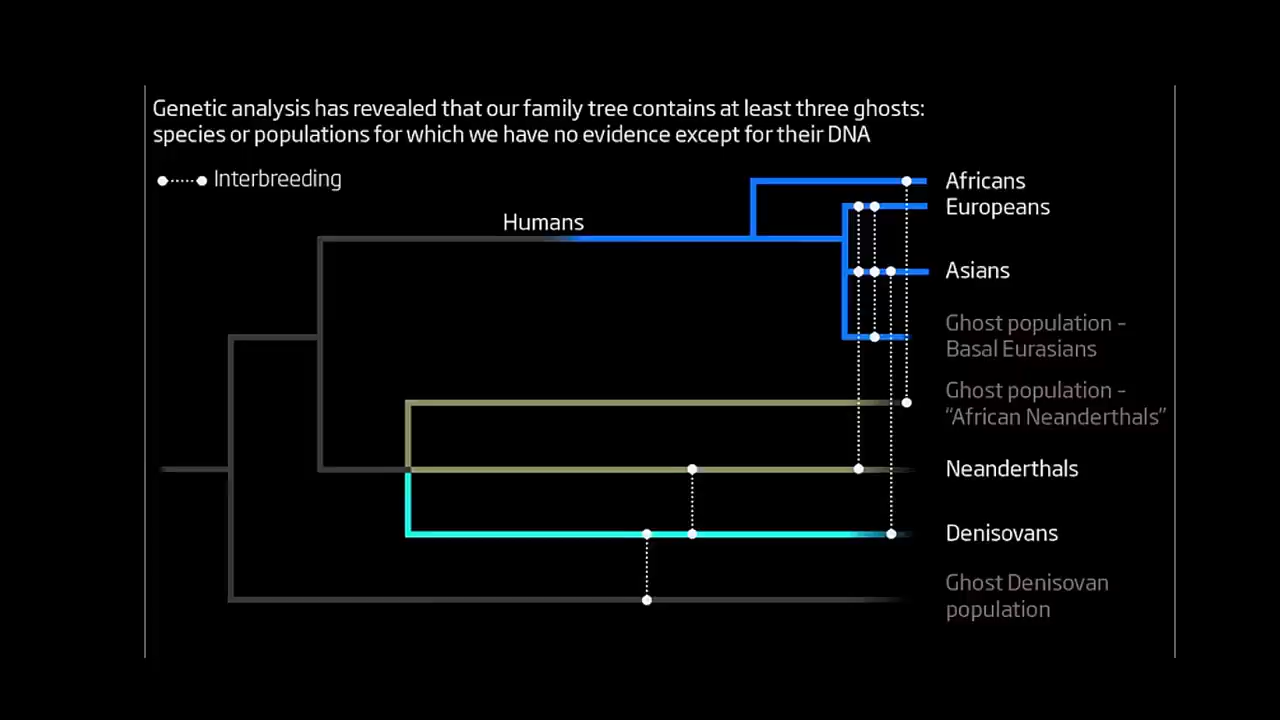 Genetic analysis has revealed that our family tree contains at least three ghosts:
species or populations for which we have no evidence except for their DNA
Interbreeding
Humans
Africans
Europeans
Asians
Ghost population –
Basal Eurasians
Ghost population –
“African Neanderthals”
Neanderthals
Denisovans
Ghost Denisovan
population